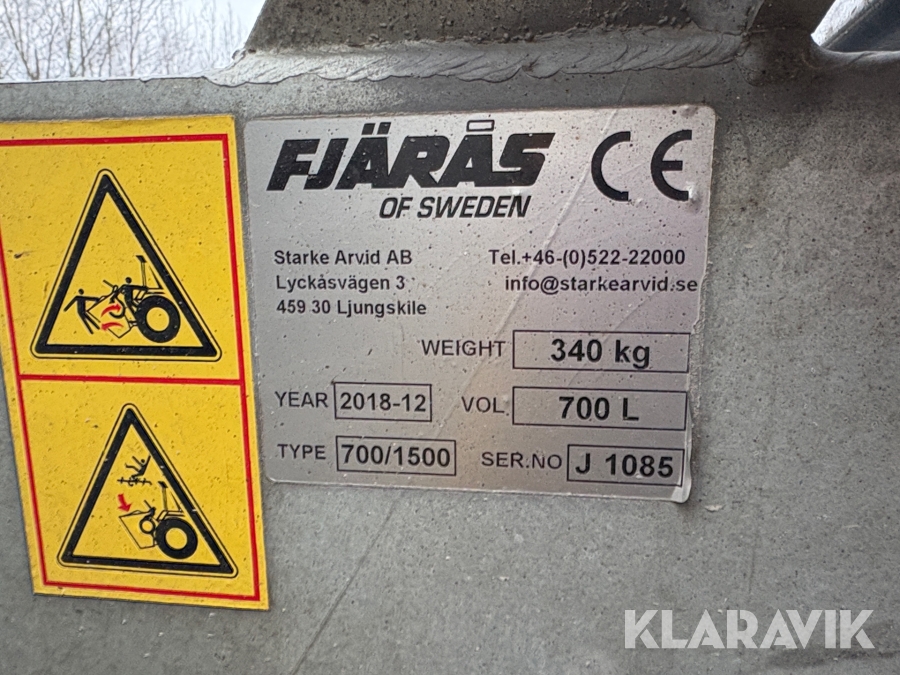 FJÄRÅS
OF SWEDEN
CE
Starke Arvid AB
Lyckåsvägen 3
459 30 Ljungskile
Tel.+46-(0)522-22000
info@starkearvid.se
WEIGHT 340 kg
YEAR 2018-12 VOL 700 L
TYPE 700/1500 SER.NO J 1085
KLARAVIK